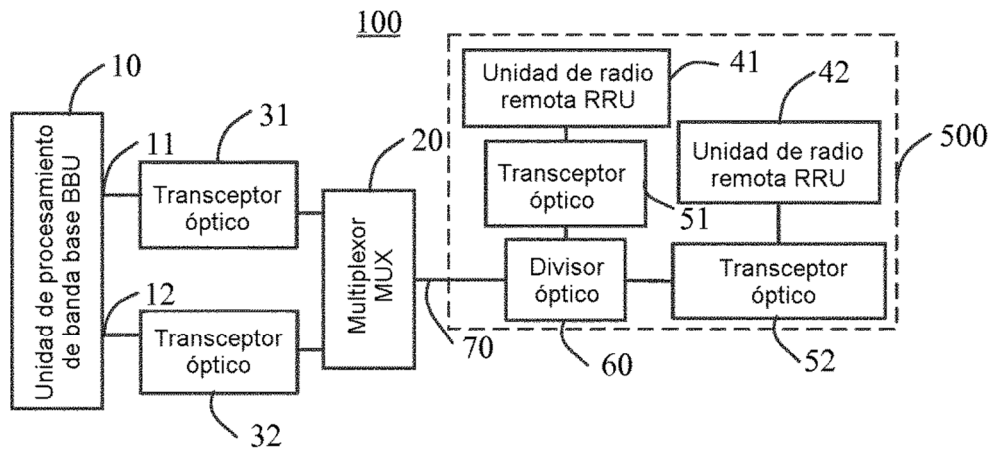 100
10
11
12
Unidad de procesamiento
de banda base BBU
31
Transceptor
óptico
Transceptor
óptico
32
20
Multiplexor
MUX
70
Unidad de radio
remota RRU
41
Transceptor
óptico
51
Divisor
óptico
60
42
Unidad de radio
remota RRU
Transceptor
óptico
52
500